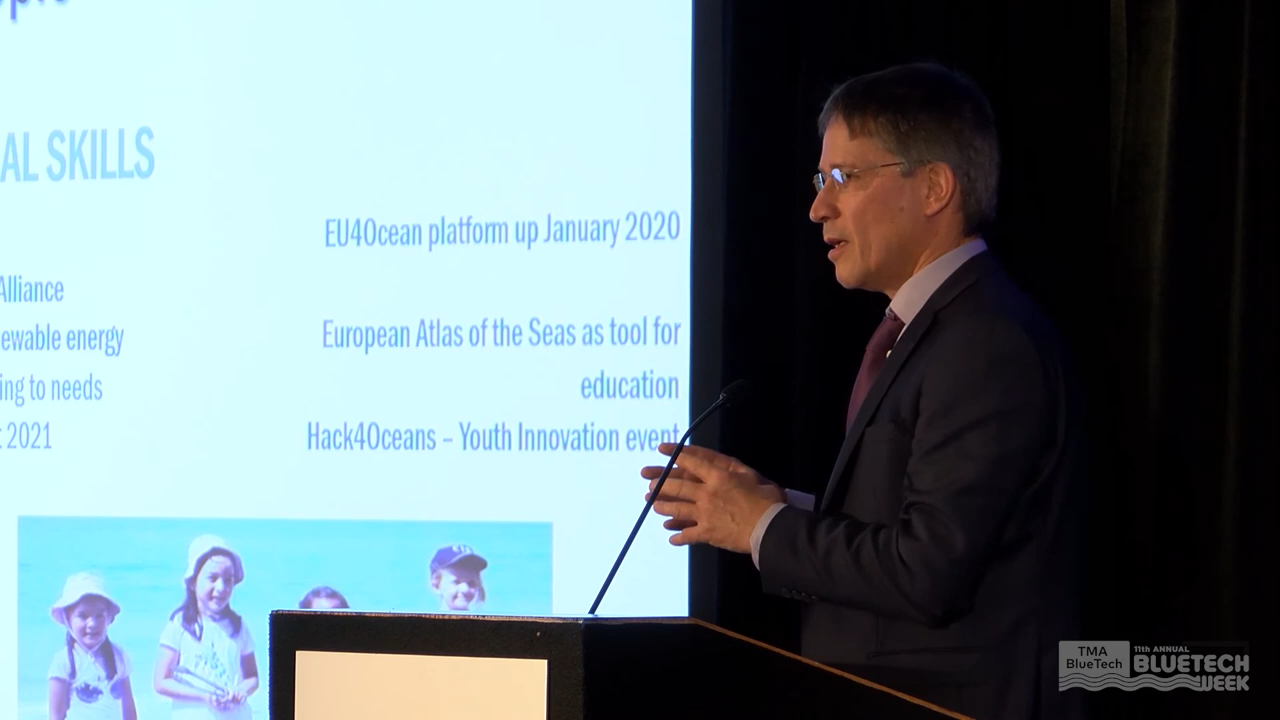 AL SKILLS
Alliance
ewable energy
ing to needs
2021
EU4Ocean platform up January 2020
European Atlas of the Seas as tool for
education
Hack4Oceans – Youth Innovation event
TMA
BlueTech
11th ANNUAL
BLUETECH
WEEK